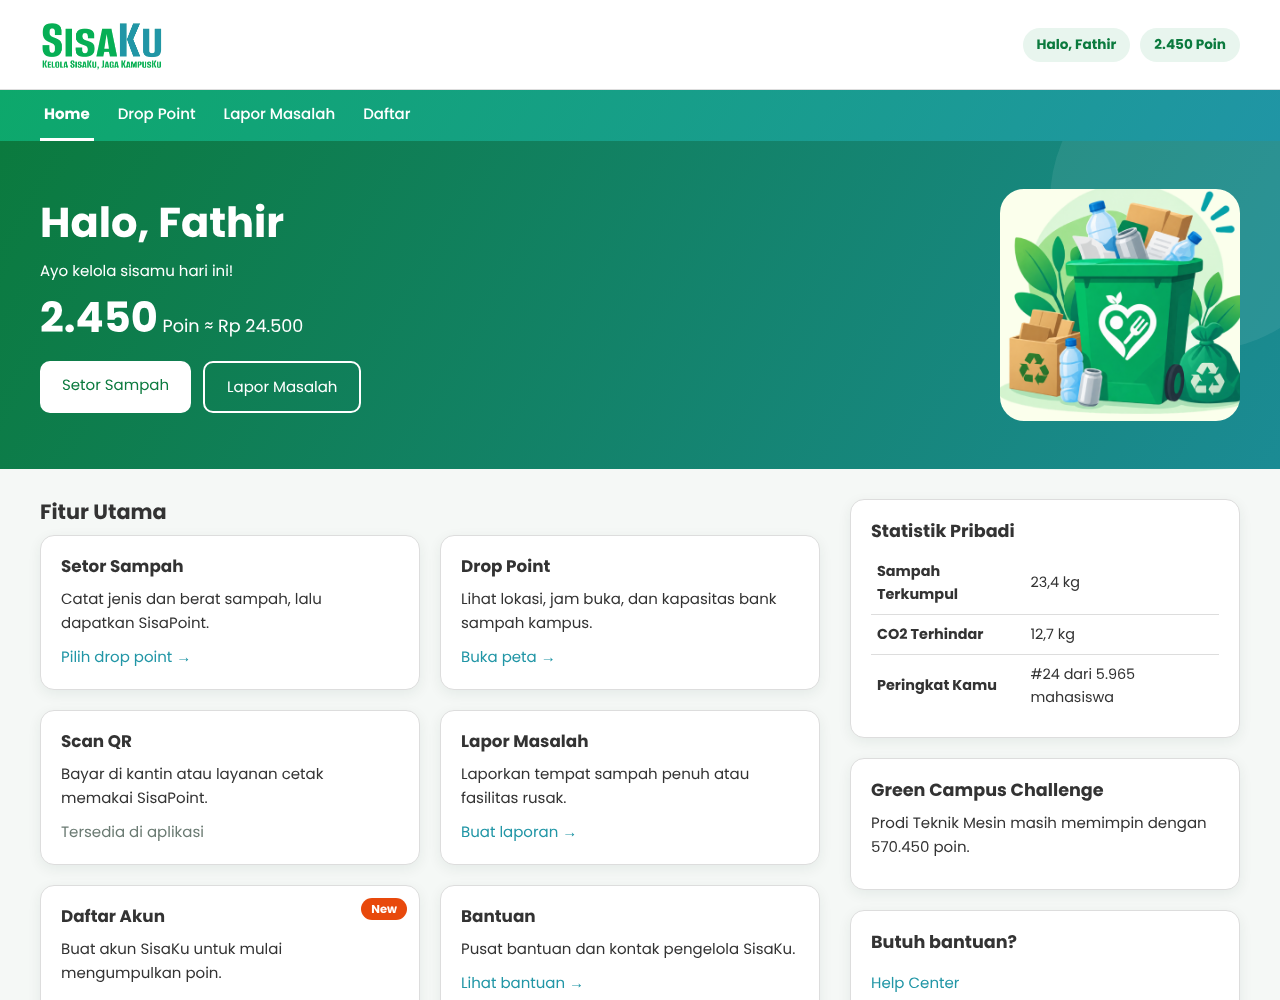 SISAKU
KELOLA SISAKU, JAGA KAMPUSKU
Halo, Fathir
2.450 Poin
Home
Drop Point
Lapor Masalah
Daftar
Halo, Fathir
Ayo kelola sisamu hari ini!
2.450 Poin ≈ Rp 24.500
Setor Sampah
Lapor Masalah
Fitur Utama
Setor Sampah
Catat jenis dan berat sampah, lalu
dapatkan SisaPoint.
Pilih drop point →
Drop Point
Lihat lokasi, jam buka, dan kapasitas bank
sampah kampus.
Buka peta →
Scan QR
Bayar di kantin atau layanan cetak
memakai SisaPoint.
Tersedia di aplikasi
Lapor Masalah
Laporkan tempat sampah penuh atau
fasilitas rusak.
Buat laporan →
Daftar Akun
New
Buat akun SisaKu untuk mulai
mengumpulkan poin.
Bantuan
Pusat bantuan dan kontak pengelola SisaKu.
Lihat bantuan →
Statistik Pribadi
Sampah
Terkumpul
23,4 kg
CO2 Terhindar
12,7 kg
Peringkat Kamu
#24 dari 5.965
mahasiswa
Green Campus Challenge
Prodi Teknik Mesin masih memimpin dengan
570.450 poin.
Butuh bantuan?
Help Center